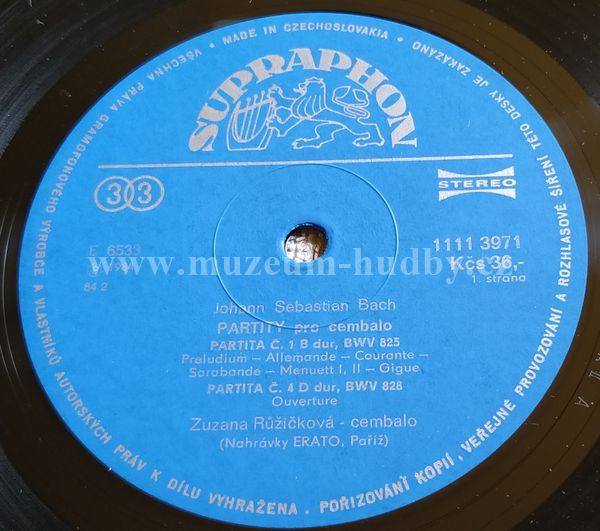 VŠECHNA PRÁVA GRAMOFONOVÉHO VÝROBCE A VLASTNÍKŮ AUTORSKÝCH PRÁV K DÍLU VYHRAŽENA . POŘIZOVÁNÍ KOPIÍ, VEŘEJNÉ PROVOZOVÁNÍ A ROZHLASOVÉ ŠÍŘENÍ TÉTO DESKY JE ZAKÁZÁNO
• MADE IN CZECHOSLOVAKIA •
SUPRAPHON
33
STEREO
E 6533
1111 3971
Kčs 36,-
84 2
1. strana
www.muzeum-hudby.cz
Johann Sebastian Bach
PARTITY pro cembalo
PARTITA Č. 1 B dur, BWV 825
Preludium — Allemande — Courante —
Sarabande — Menuett I, II — Gigue
PARTITA Č. 4 D dur, BWV 828
Ouverture
Zuzana Růžičková - cembalo
(Nahrávky ERATO, Paříž)